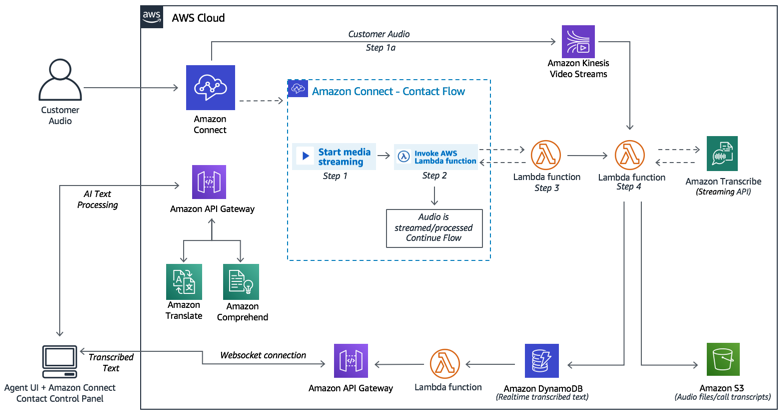 aws
AWS Cloud
Customer Audio
Step 1a
Amazon Kinesis
Video Streams
Customer
Audio
Amazon
Connect
Amazon Connect - Contact Flow
Start media
streaming
Step 1
Invoke AWS
Lambda function
Step 2
Lambda function
Step 3
Lambda function
Step 4
Amazon Transcribe
(Streaming API)
Audio is
streamed/processed
Continue Flow
AI Text
Processing
Amazon API Gateway
Amazon
Translate
Amazon
Comprehend
Agent UI + Amazon Connect
Contact Control Panel
Transcribed
Text
Websocket connection
Amazon API Gateway
Lambda function
Amazon DynamoDB
(Realtime transcribed text)
Amazon S3
(Audio files/call transcripts)